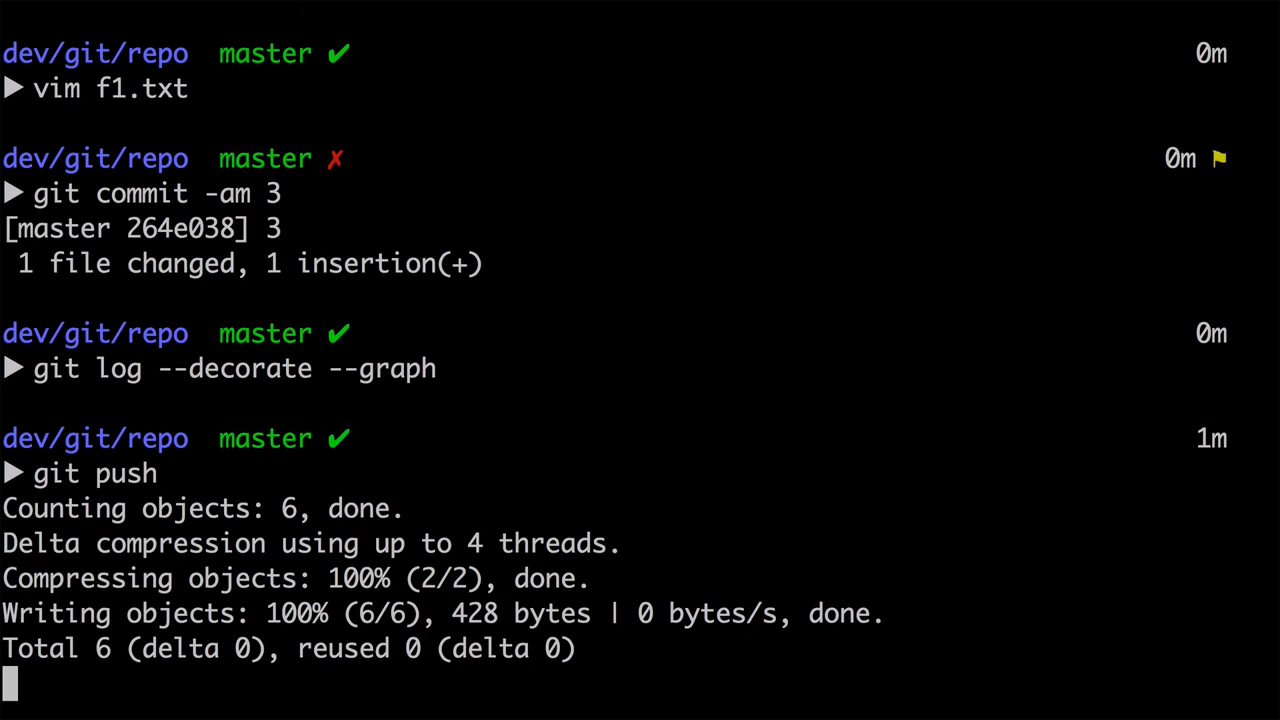 dev/git/repo  master ✔ 0m
▶ vim f1.txt
dev/git/repo  master ✗ 0m ⚑
▶ git commit -am 3
[master 264e038] 3
 1 file changed, 1 insertion(+)
dev/git/repo  master ✔ 0m
▶ git log --decorate --graph
dev/git/repo  master ✔ 1m
▶ git push
Counting objects: 6, done.
Delta compression using up to 4 threads.
Compressing objects: 100% (2/2), done.
Writing objects: 100% (6/6), 428 bytes | 0 bytes/s, done.
Total 6 (delta 0), reused 0 (delta 0)